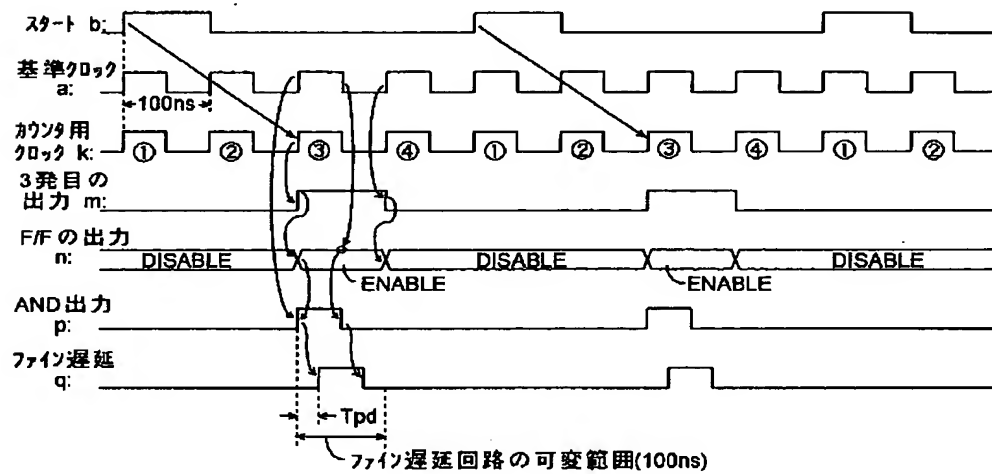 スタート b:
基準クロック
a:
100ns
カウンタ用
クロック k:
① ② ③ ④ ① ② ③ ④ ① ②
3発目の
出力 m:
F/Fの出力
n:
DISABLE ENABLE DISABLE ENABLE DISABLE
AND出力
p:
ファイン遅延
q:
Tpd
ファイン遅延回路の可変範囲(100ns)